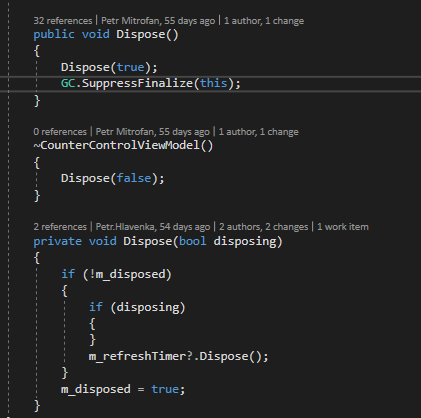 32 references | Petr Mitrofan, 55 days ago | 1 author, 1 change
public void Dispose()
{
    Dispose(true);
    GC.SuppressFinalize(this);
}
0 references | Petr Mitrofan, 55 days ago | 1 author, 1 change
~CounterControlViewModel()
{
    Dispose(false);
}
2 references | Petr.Hlavenka, 54 days ago | 2 authors, 2 changes | 1 work item
private void Dispose(bool disposing)
{
    if (!m_disposed)
    {
        if (disposing)
        {
        }
        m_refreshTimer?.Dispose();
    }
    m_disposed = true;
}